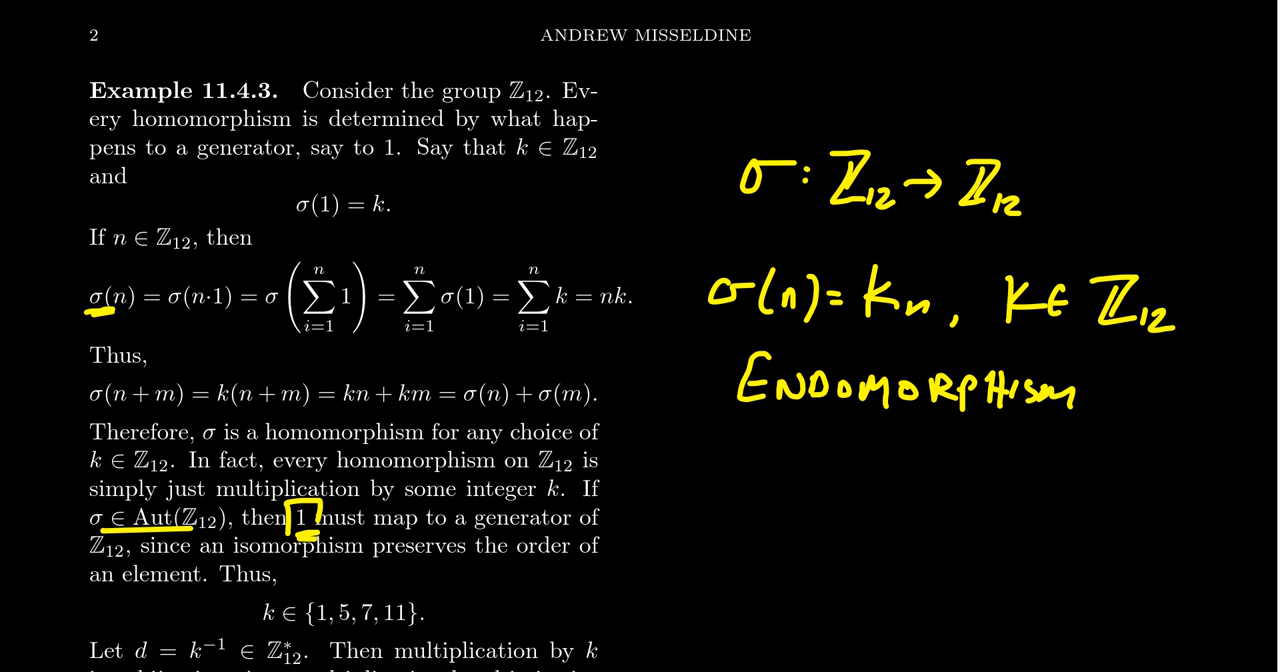 2 ANDREW MISSELDINE
Example 11.4.3. Consider the group ℤ₁₂. Ev-
ery homomorphism is determined by what hap-
pens to a generator, say to 1. Say that k ∈ ℤ₁₂
and
σ(1) = k.
If n ∈ ℤ₁₂, then
σ(n) = σ(n·1) = σ(∑_{i=1}^{n} 1) = ∑_{i=1}^{n} σ(1) = ∑_{i=1}^{n} k = nk.
Thus,
σ(n + m) = k(n + m) = kn + km = σ(n) + σ(m).
Therefore, σ is a homomorphism for any choice of
k ∈ ℤ₁₂. In fact, every homomorphism on ℤ₁₂ is
simply just multiplication by some integer k. If
σ ∈ Aut(ℤ₁₂), then 1 must map to a generator of
ℤ₁₂, since an isomorphism preserves the order of
an element. Thus,
k ∈ {1, 5, 7, 11}.
Let d = k⁻¹ ∈ ℤ*₁₂. Then multiplication by k
σ : ℤ₁₂ → ℤ₁₂
σ(n) = kn, k ∈ ℤ₁₂
ENDOMORPHISM